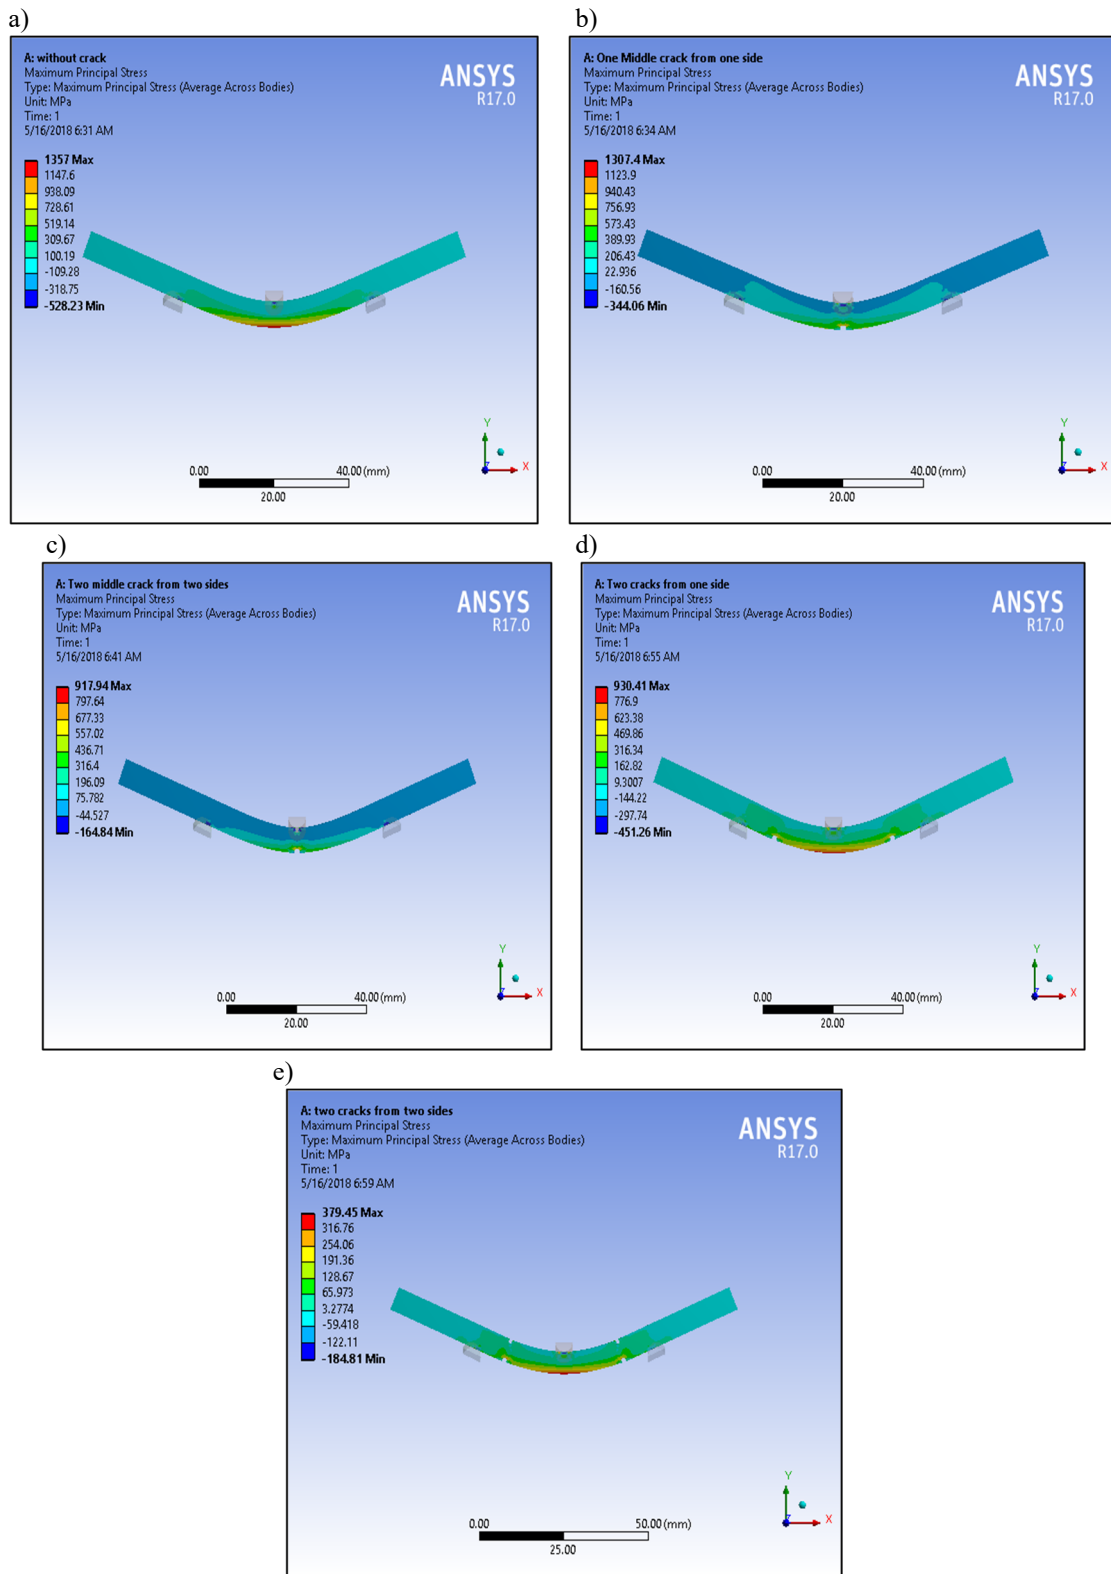 a)
A: without crack
Maximum Principal Stress
Type: Maximum Principal Stress (Average Across Bodies)
Unit: MPa
Time: 1
5/16/2018 6:31 AM
ANSYS
R17.0
1357 Max
1147.6
938.09
728.61
519.14
309.67
100.19
-109.28
-318.75
-528.23 Min
Y
X
0.00 40.00 (mm)
20.00
b)
A: One Middle crack from one side
Maximum Principal Stress
Type: Maximum Principal Stress (Average Across Bodies)
Unit: MPa
Time: 1
5/16/2018 6:34 AM
ANSYS
R17.0
1307.4 Max
1123.9
940.43
756.93
573.43
389.93
206.43
22.936
-160.56
-344.06 Min
Y
X
0.00 40.00 (mm)
20.00
c)
A: Two middle crack from two sides
Maximum Principal Stress
Type: Maximum Principal Stress (Average Across Bodies)
Unit: MPa
Time: 1
5/16/2018 6:41 AM
ANSYS
R17.0
917.94 Max
797.64
677.33
557.02
436.71
316.4
196.09
75.782
-44.527
-164.84 Min
Y
X
0.00 40.00 (mm)
20.00
d)
A: Two cracks from one side
Maximum Principal Stress
Type: Maximum Principal Stress (Average Across Bodies)
Unit: MPa
Time: 1
5/16/2018 6:55 AM
ANSYS
R17.0
930.41 Max
776.9
623.38
469.86
316.34
162.82
9.3007
-144.22
-297.74
-451.26 Min
Y
X
0.00 40.00 (mm)
20.00
e)
A: two cracks from two sides
Maximum Principal Stress
Type: Maximum Principal Stress (Average Across Bodies)
Unit: MPa
Time: 1
5/16/2018 6:59 AM
ANSYS
R17.0
379.45 Max
316.76
254.06
191.36
128.67
65.973
3.2774
-59.418
-122.11
-184.81 Min
Y
X
0.00 50.00 (mm)
25.00